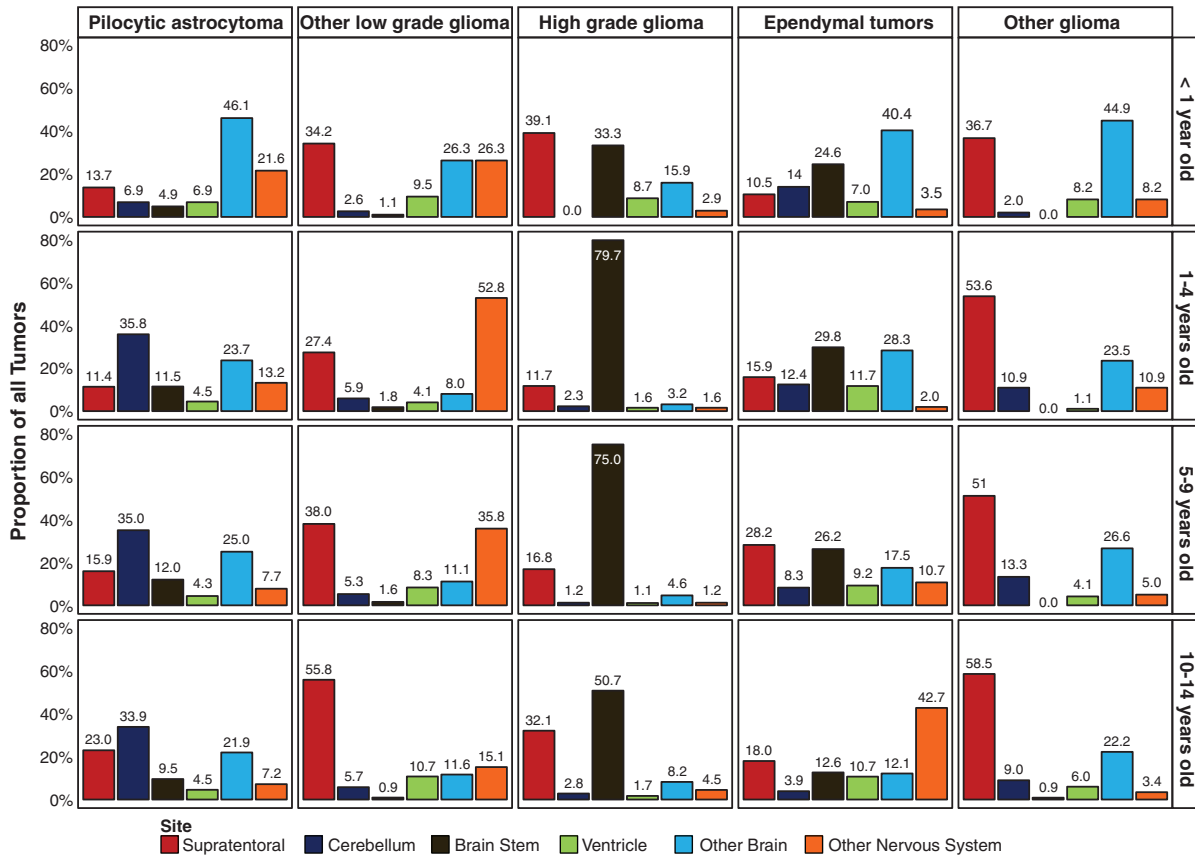 Pilocytic astrocytoma Other low grade glioma High grade glioma Ependymal tumors Other glioma
Proportion of all Tumors
80%
60%
40%
20%
0%
13.7 6.9 4.9 6.9 46.1 21.6
34.2 2.6 1.1 9.5 26.3 26.3
39.1 0.0 33.3 8.7 15.9 2.9
10.5 14 24.6 7.0 40.4 3.5
36.7 2.0 0.0 8.2 44.9 8.2
< 1 year old
80%
60%
40%
20%
0%
11.4 35.8 11.5 4.5 23.7 13.2
27.4 5.9 1.8 4.1 8.0 52.8
11.7 2.3 79.7 1.6 3.2 1.6
15.9 12.4 29.8 11.7 28.3 2.0
53.6 10.9 0.0 1.1 23.5 10.9
1-4 years old
80%
60%
40%
20%
0%
15.9 35.0 12.0 4.3 25.0 7.7
38.0 5.3 1.6 8.3 11.1 35.8
16.8 1.2 75.0 1.1 4.6 1.2
28.2 8.3 26.2 9.2 17.5 10.7
51 13.3 0.0 4.1 26.6 5.0
5-9 years old
80%
60%
40%
20%
0%
23.0 33.9 9.5 4.5 21.9 7.2
55.8 5.7 0.9 10.7 11.6 15.1
32.1 2.8 50.7 1.7 8.2 4.5
18.0 3.9 12.6 10.7 12.1 42.7
58.5 9.0 0.9 6.0 22.2 3.4
10-14 years old
Site
Supratentoral Cerebellum Brain Stem Ventricle Other Brain Other Nervous System